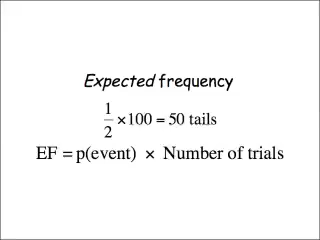 Expected frequency
1/2 × 100 = 50 tails
EF = p(event) × Number of trials